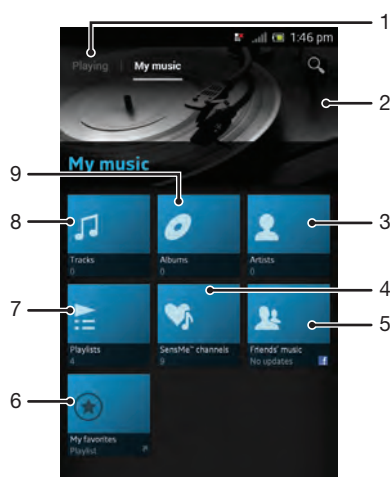 1
1:46 pm
Playing | My music
2
My music
9
8
3
Tracks
0
Albums
0
Artists
0
4
7
5
Playlists
4
SensMe™ channels
9
Friends' music
No updates
6
My favorites
Playlist